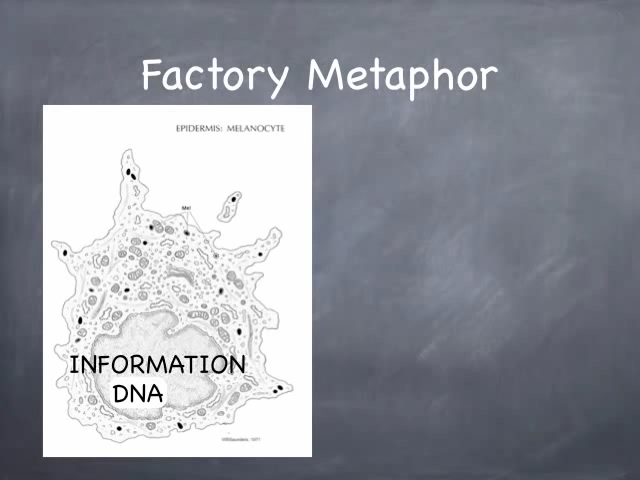 Factory Metaphor
EPIDERMIS: MELANOCYTE
Mel
INFORMATION
DNA